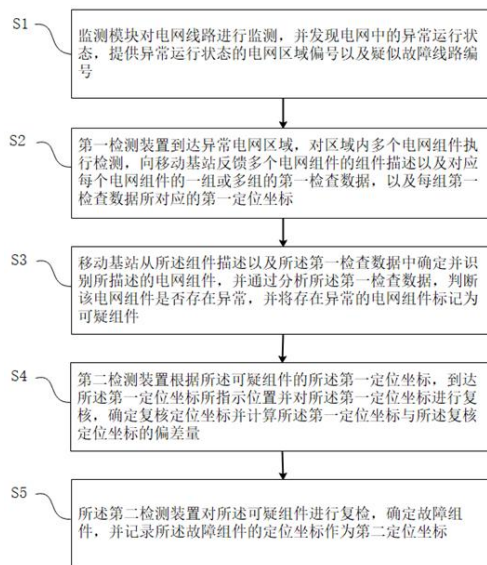 S1
监测模块对电网线路进行监测，并发现电网中的异常运行状
态，提供异常运行状态的电网区域偏号以及疑似故障线路编
号
S2
第一检测装置到达异常电网区域，对区域内多个电网组件执
行检测，向移动基站反馈多个电网组件的组件描述以及对应
每个电网组件的一组或多组的第一检查数据，以及每组第一
检查数据所对应的第一定位坐标
S3
移动基站从所述组件描述以及所述第一检查数据中确定并识
别所描述的电网组件，并通过分析所述第一检查数据，判断
该电网组件是否存在异常，并将存在异常的电网组件标记为
可疑组件
S4
第二检测装置根据所述可疑组件的所述第一定位坐标，到达
所述第一定位坐标所指示位置并对所述第一定位坐标进行复
核，确定复核定位坐标并计算所述第一定位坐标与所述复核
定位坐标的偏差量
S5
所述第二检测装置对所述可疑组件进行复检，确定故障组
件，并记录所述故障组件的定位坐标作为第二定位坐标